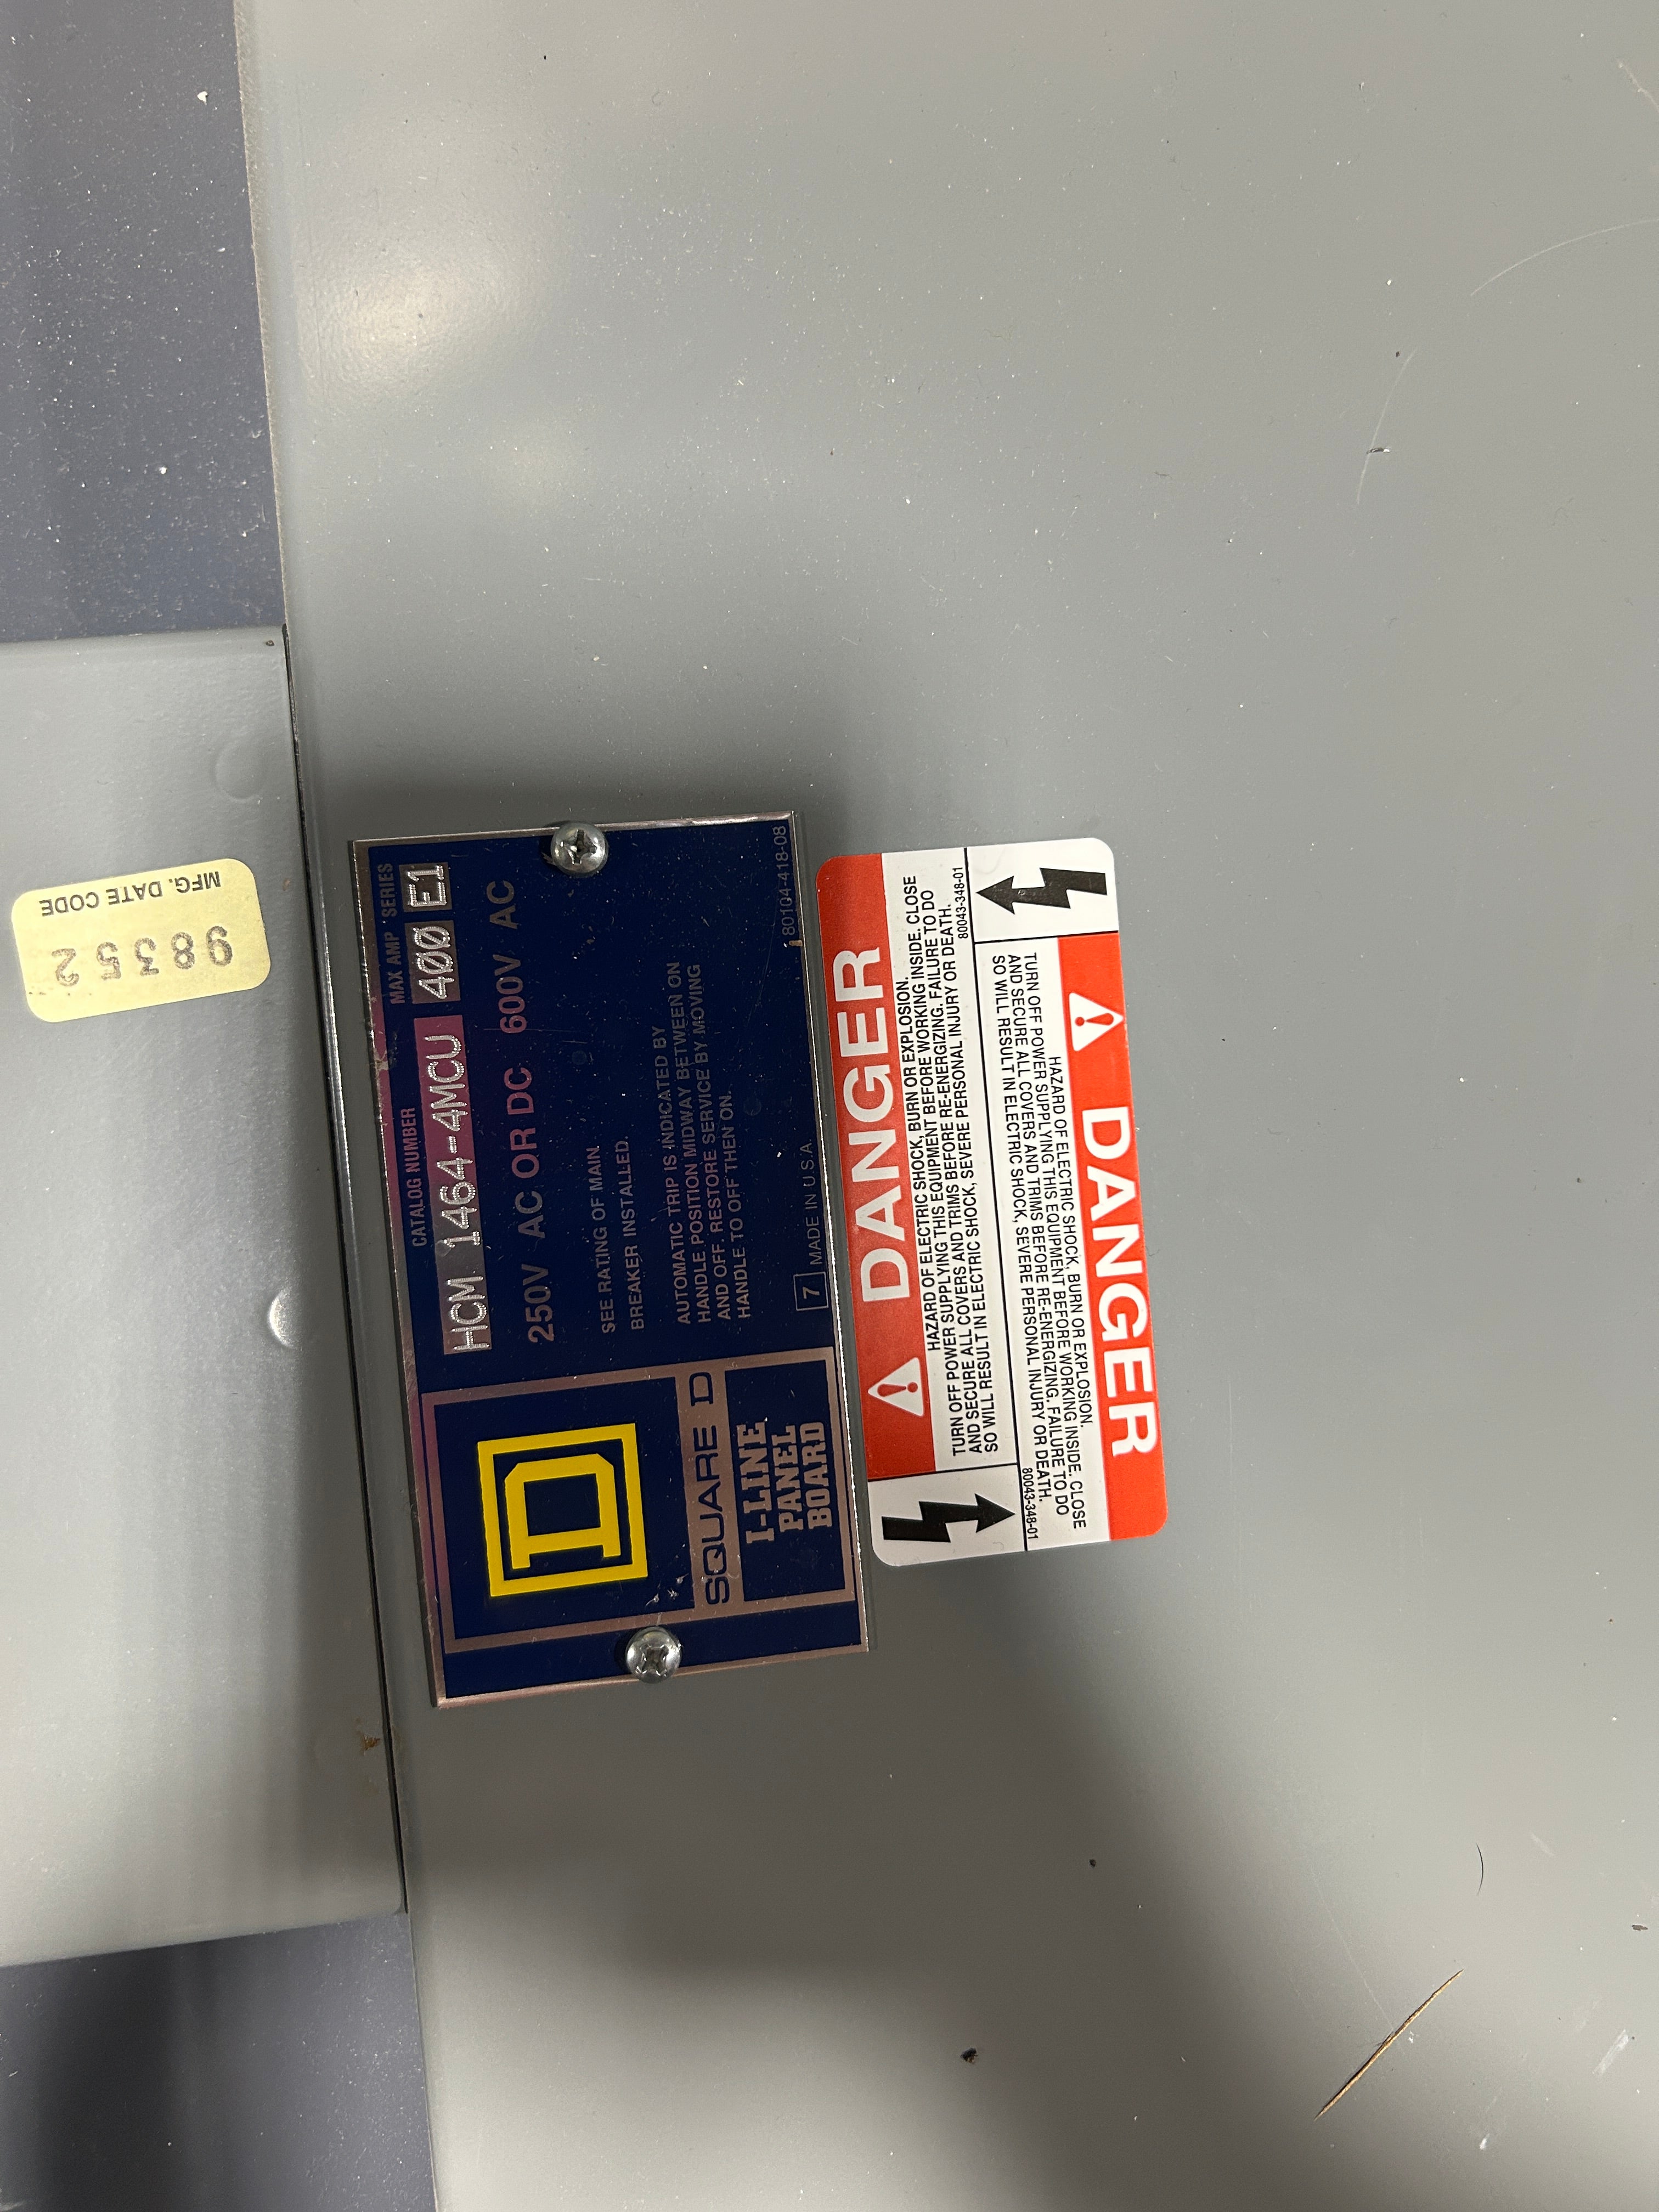 MFG. DATE CODE
98352
CATALOG NUMBER
MAX AMP
SERIES
HCM 1464-4MCU
400
E1
250V AC OR DC 600V AC
SEE RATING OF MAIN
BREAKER INSTALLED.
AUTOMATIC TRIP IS INDICATED BY
HANDLE POSITION MIDWAY BETWEEN ON
AND OFF. RESTORE SERVICE BY MOVING
HANDLE TO OFF THEN ON.
7 MADE IN U.S.A.
80104-418-08
D
SQUARE D
I-LINE
PANEL
BOARD
DANGER
HAZARD OF ELECTRIC SHOCK, BURN OR EXPLOSION.
TURN OFF POWER SUPPLYING THIS EQUIPMENT BEFORE WORKING INSIDE. CLOSE
AND SECURE ALL COVERS AND TRIMS BEFORE RE-ENERGIZING. FAILURE TO DO
SO WILL RESULT IN ELECTRIC SHOCK, SEVERE PERSONAL INJURY OR DEATH.
80043-348-01
DANGER
HAZARD OF ELECTRIC SHOCK, BURN OR EXPLOSION.
TURN OFF POWER SUPPLYING THIS EQUIPMENT BEFORE WORKING INSIDE. CLOSE
AND SECURE ALL COVERS AND TRIMS BEFORE RE-ENERGIZING. FAILURE TO DO
SO WILL RESULT IN ELECTRIC SHOCK, SEVERE PERSONAL INJURY OR DEATH.
80043-348-01